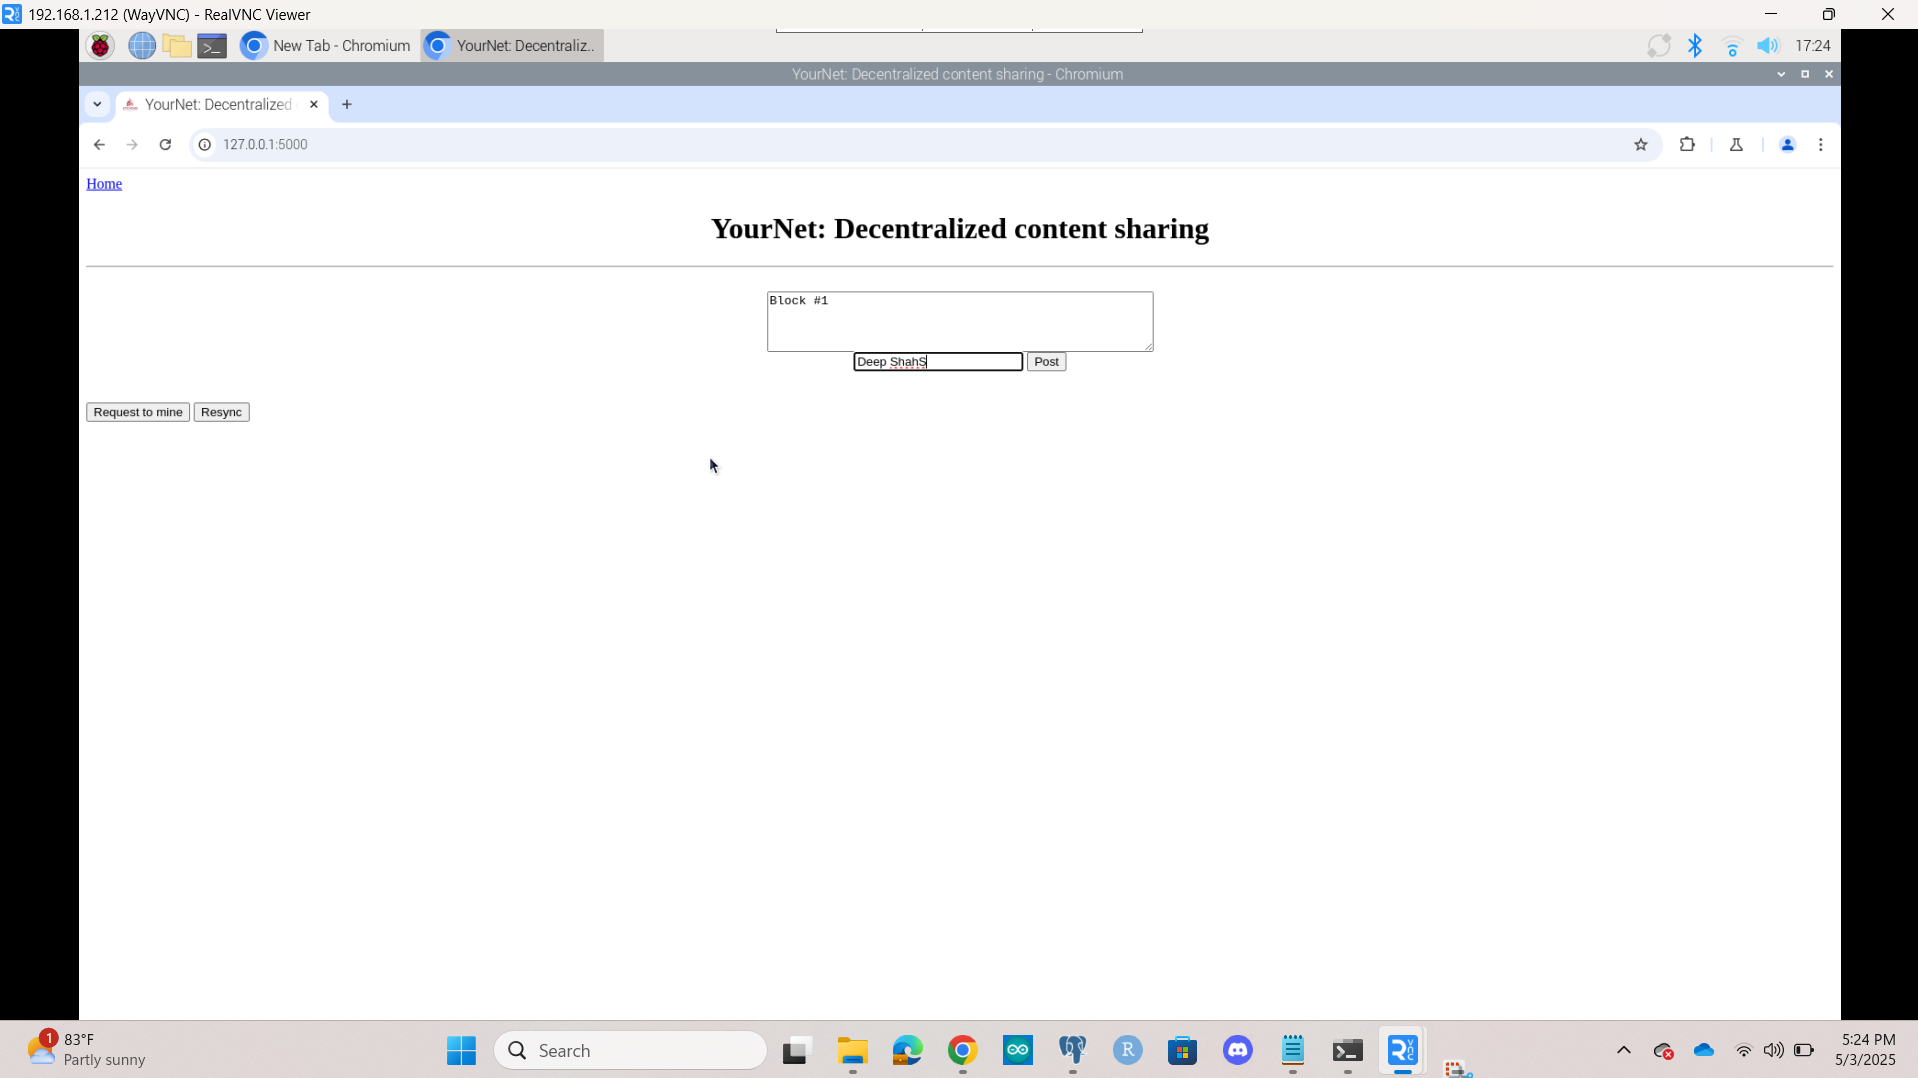 192.168.1.212 (WayVNC) - RealVNC Viewer
New Tab - Chromium
YourNet: Decentraliz..
17:24
YourNet: Decentralized content sharing - Chromium
YourNet: Decentralized
127.0.0.1:5000
Home
YourNet: Decentralized content sharing
Block #1
Deep ShahS
Post
Request to mine
Resync
1
83°F
Partly sunny
Search
R
5:24 PM
5/3/2025